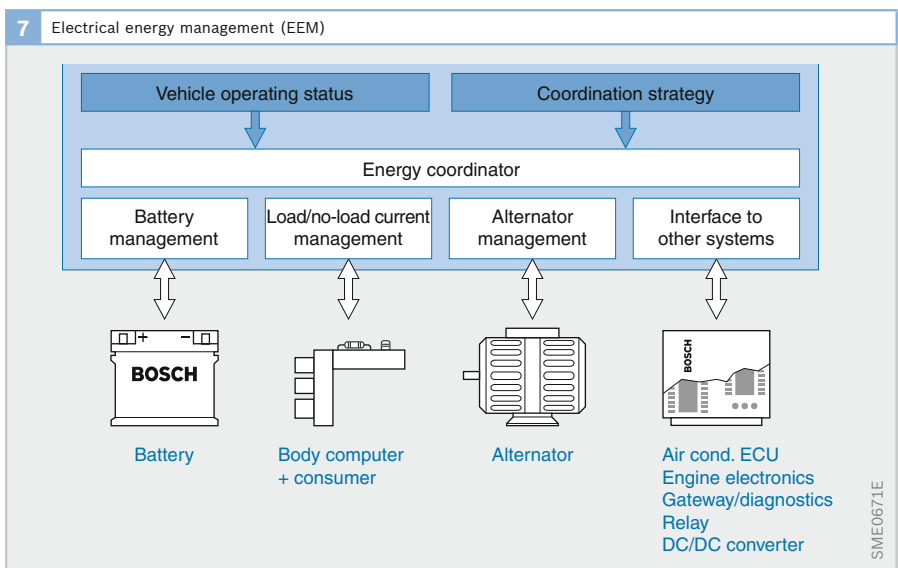 7 Electrical energy management (EEM)
Vehicle operating status
Coordination strategy
Energy coordinator
Battery
management
Load/no-load current
management
Alternator
management
Interface to
other systems
+ –
BOSCH
BOSCH
Battery
Body computer
+ consumer
Alternator
Air cond. ECU
Engine electronics
Gateway/diagnostics
Relay
DC/DC converter
SME0671E